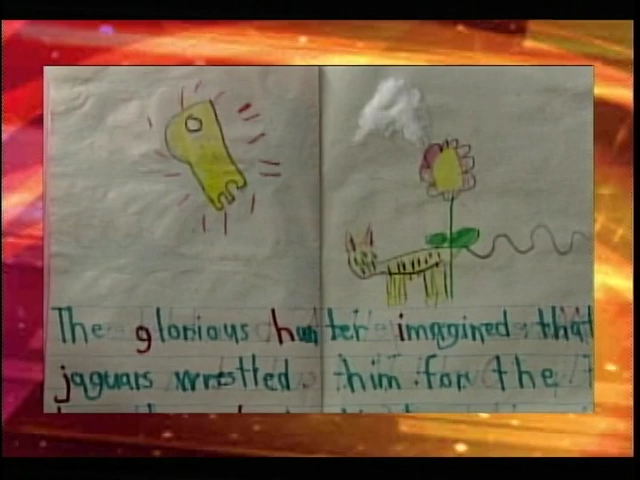 The glorious hunter imagined that
jaguars wrestled him for the